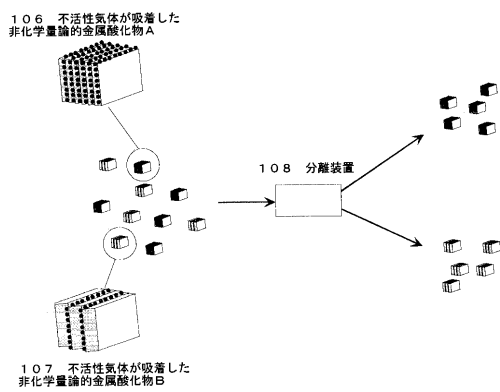 １０６　不活性気体が吸着した
非化学量論的金属酸化物Ａ
１０８　分離装置
１０７　不活性気体が吸着した
非化学量論的金属酸化物Ｂ